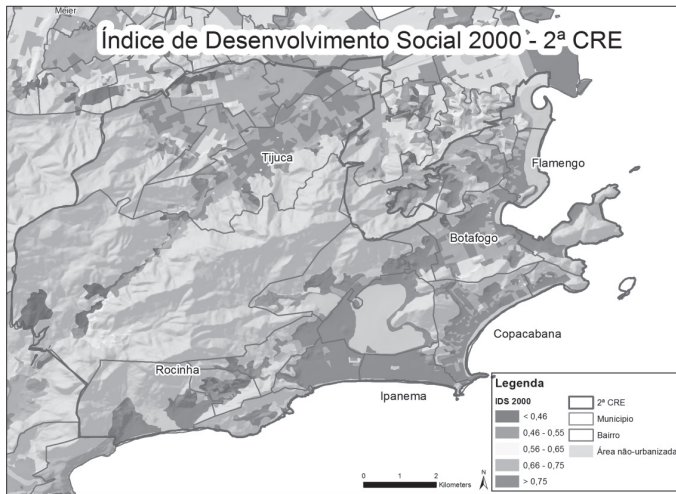 Meier
Índice de Desenvolvimento Social 2000 - 2ª CRE
Tijuca
Flamengo
Botafogo
Copacabana
Rocinha
Ipanema
Legenda
IDS 2000
< 0,46
0,46 - 0,55
0,56 - 0,65
0,66 - 0,75
> 0,75
2ª CRE
Municipio
Bairro
Área não-urbanizada
0 1 2
Kilometers
N